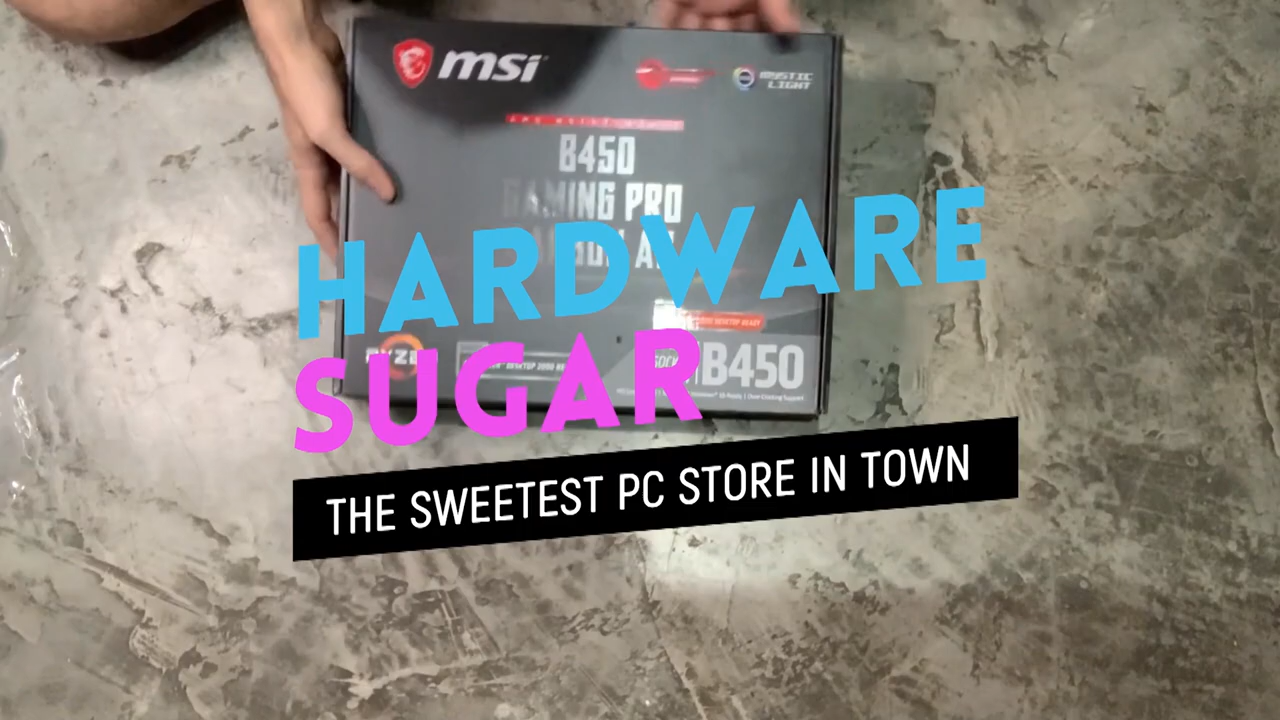 msi
MYSTIC
LIGHT
B450
GAMING PRO
HARDWARE
SUGAR
B450
THE SWEETEST PC STORE IN TOWN